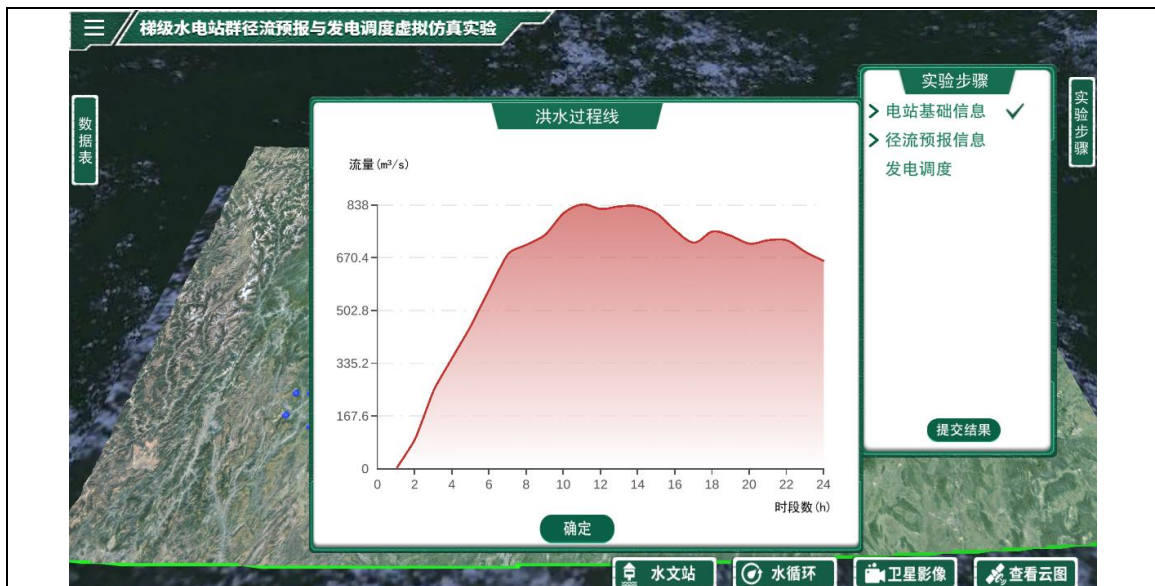 梯级水电站群径流预报与发电调度虚拟仿真实验
数据表
洪水过程线
流量(m³/s)
838
670.4
502.8
335.2
167.6
0
0 2 4 6 8 10 12 14 16 18 20 22 24
时段数(h)
确定
实验步骤
电站基础信息
径流预报信息
发电调度
提交结果
实验步骤
水文站 水循环 卫星影像 查看云图